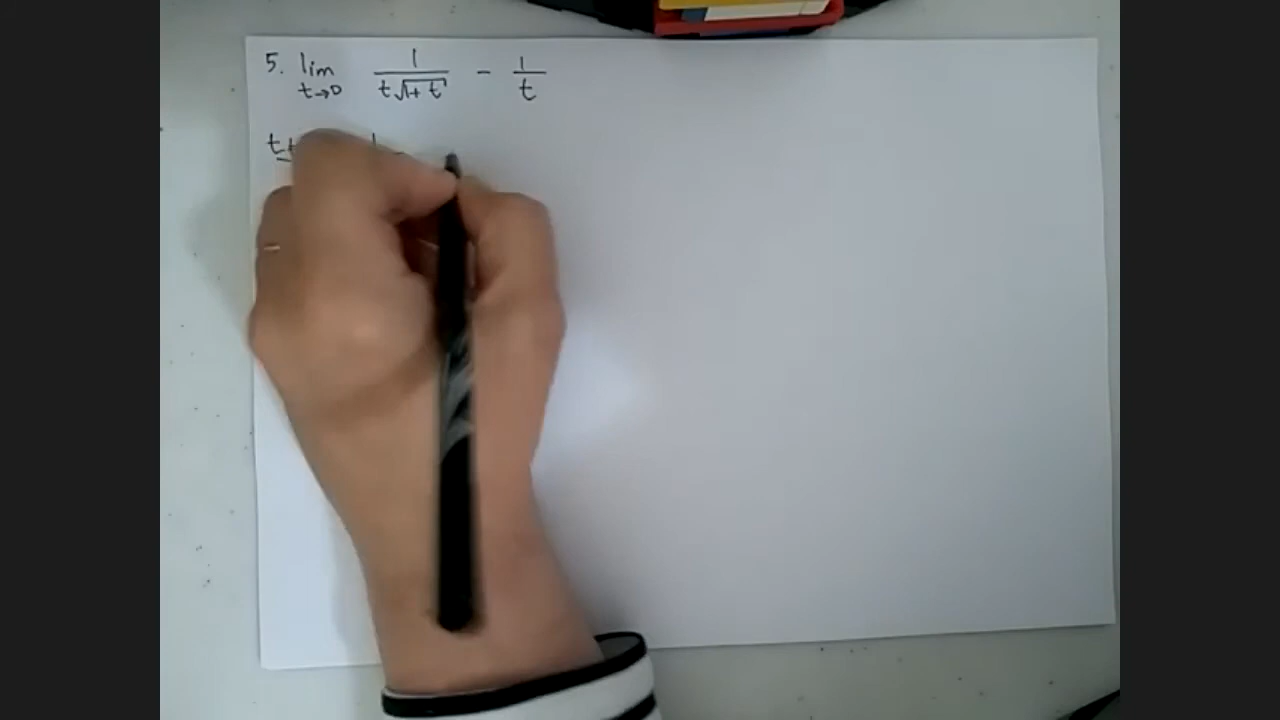 5. lim t→0 1/(t√(1+t)) - 1/t